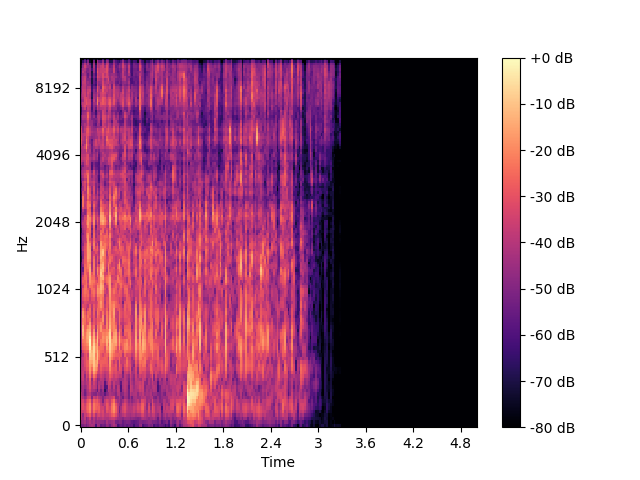 +0 dB
8192
-10 dB
4096
-20 dB
-30 dB
2048
Hz
-40 dB
1024
-50 dB
512
-60 dB
-70 dB
0
-80 dB
0 0.6 1.2 1.8 2.4 3 3.6 4.2 4.8
Time